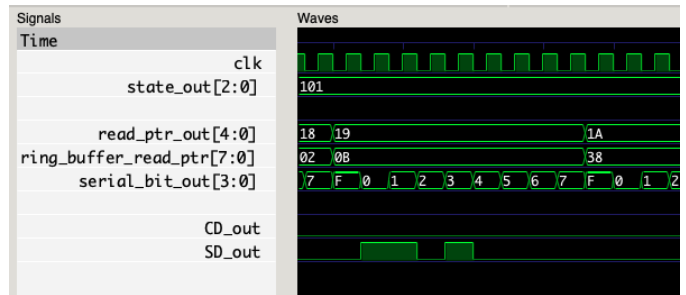 Signals Waves
Time
clk
state_out[2:0] 101
read_ptr_out[4:0] 18 19 1A
ring_buffer_read_ptr[7:0] 02 0B 38
serial_bit_out[3:0] 7 F 0 1 2 3 4 5 6 7 F 0 1 2
CD_out
SD_out